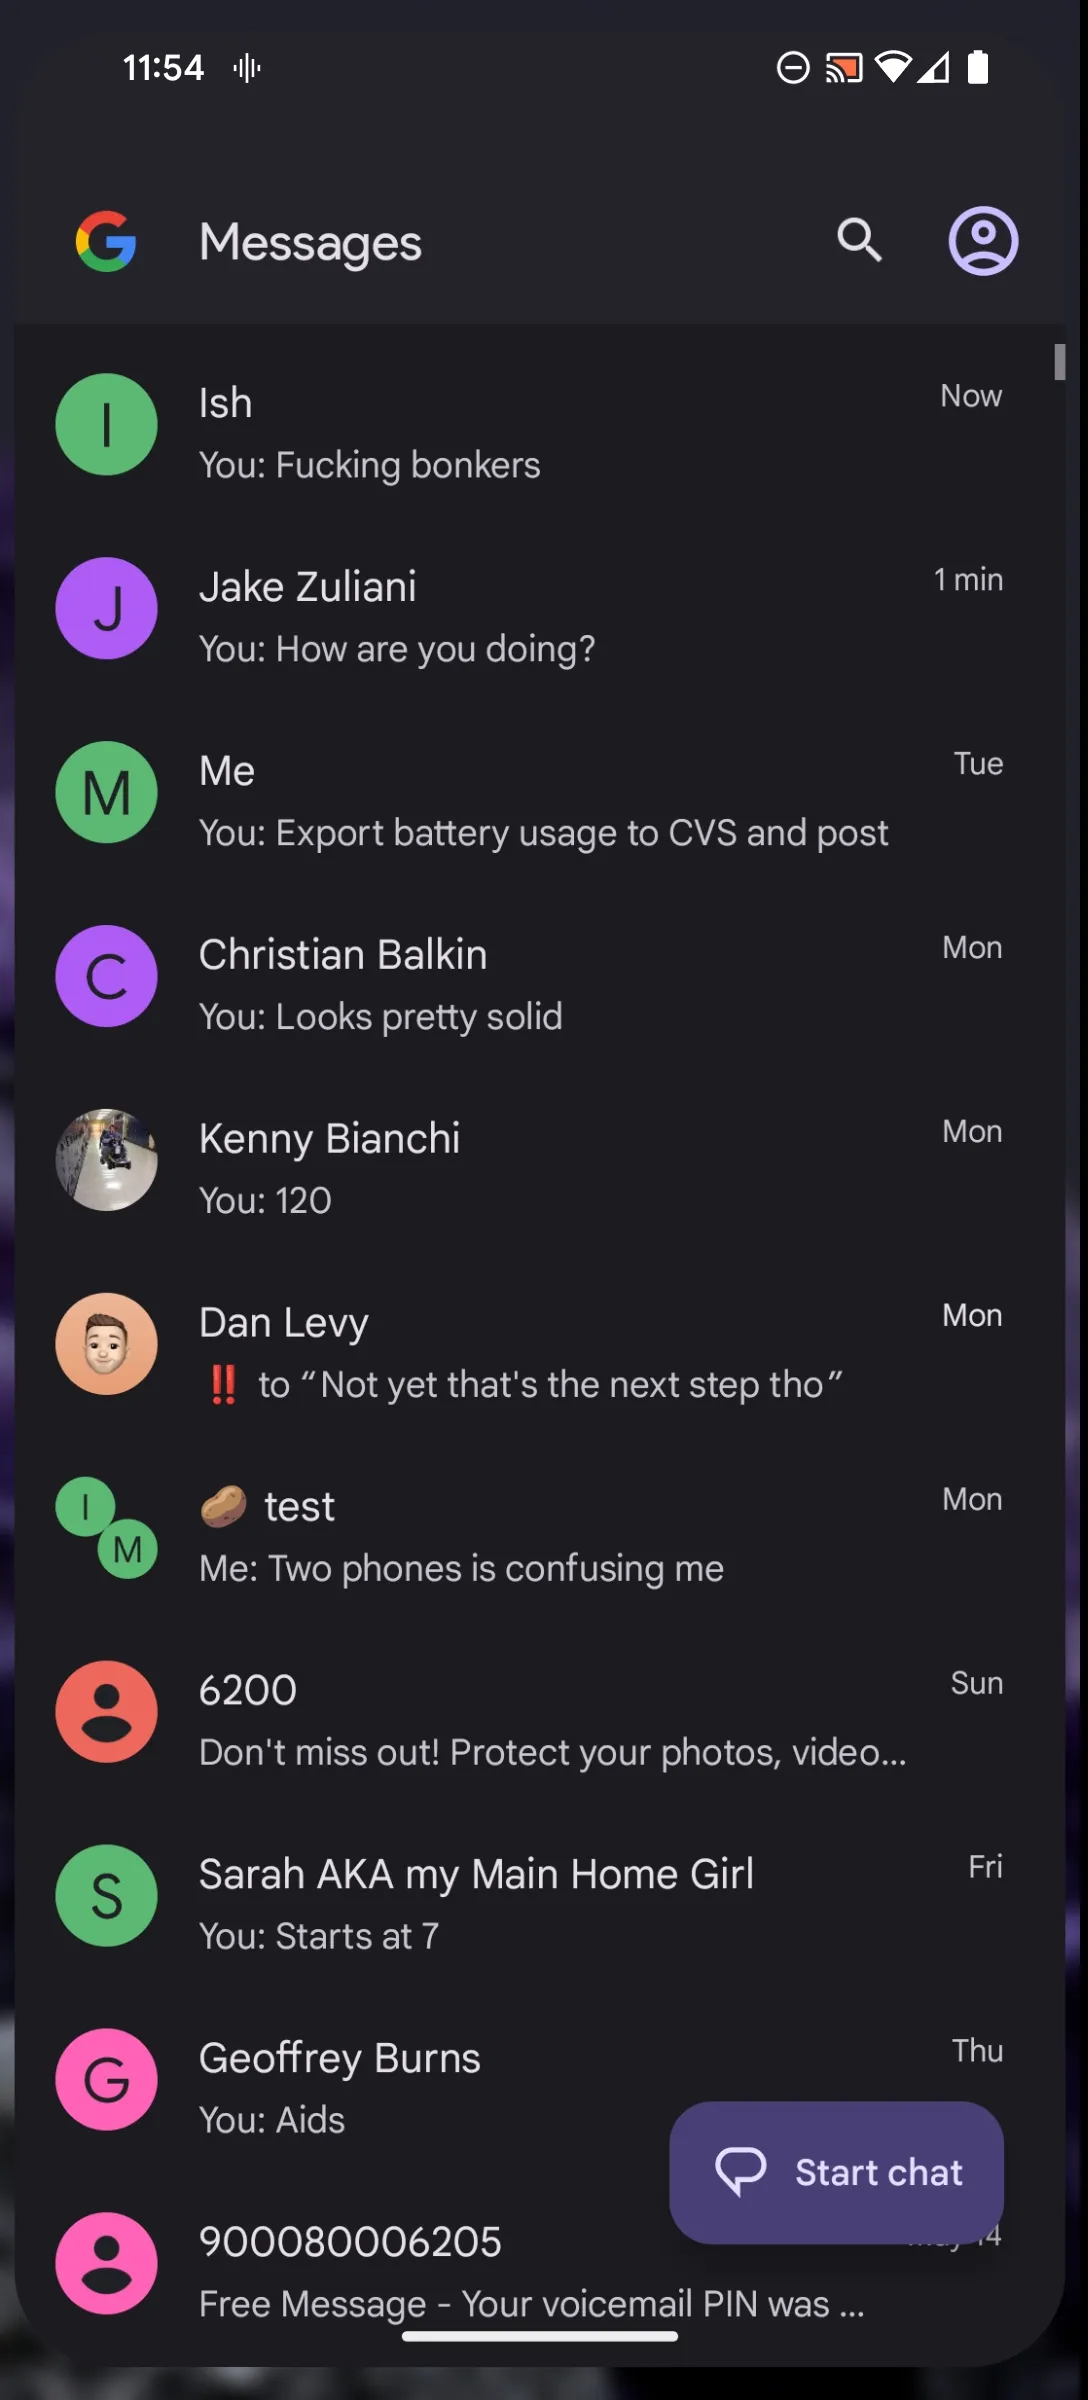 11:54
Messages
I
Ish
Now
You: Fucking bonkers
J
Jake Zuliani
1 min
You: How are you doing?
M
Me
Tue
You: Export battery usage to CVS and post
C
Christian Balkin
Mon
You: Looks pretty solid
Kenny Bianchi
Mon
You: 120
Dan Levy
Mon
‼️ to “Not yet that's the next step tho”
Mon
I
M
🥔 test
Me: Two phones is confusing me
6200
Sun
Don't miss out! Protect your photos, video...
S
Sarah AKA my Main Home Girl
Fri
You: Starts at 7
G
Geoffrey Burns
Thu
You: Aids
Start chat
900080006205
Free Message - Your voicemail PIN was ...